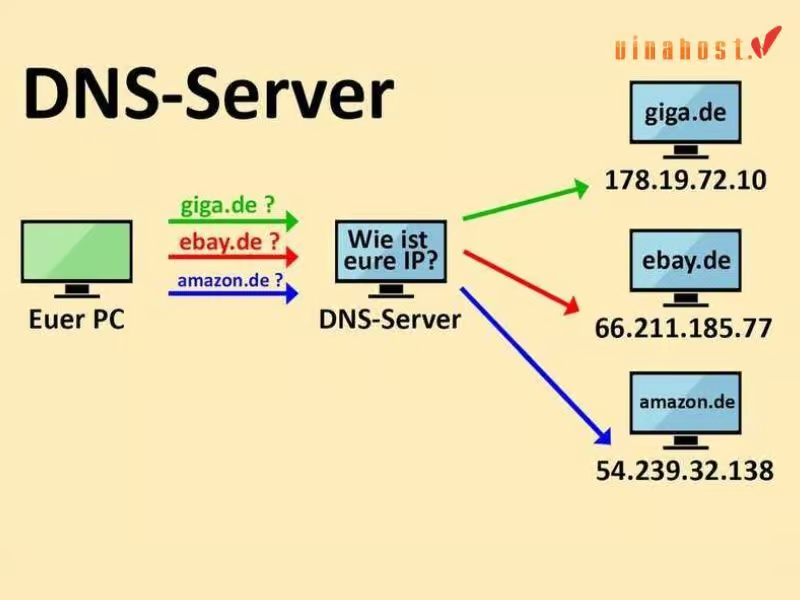 vinahost.
DNS-Server
giga.de
178.19.72.10
giga.de ?
ebay.de ?
amazon.de ?
Euer PC
Wie ist
eure IP?
DNS-Server
ebay.de
66.211.185.77
amazon.de
54.239.32.138